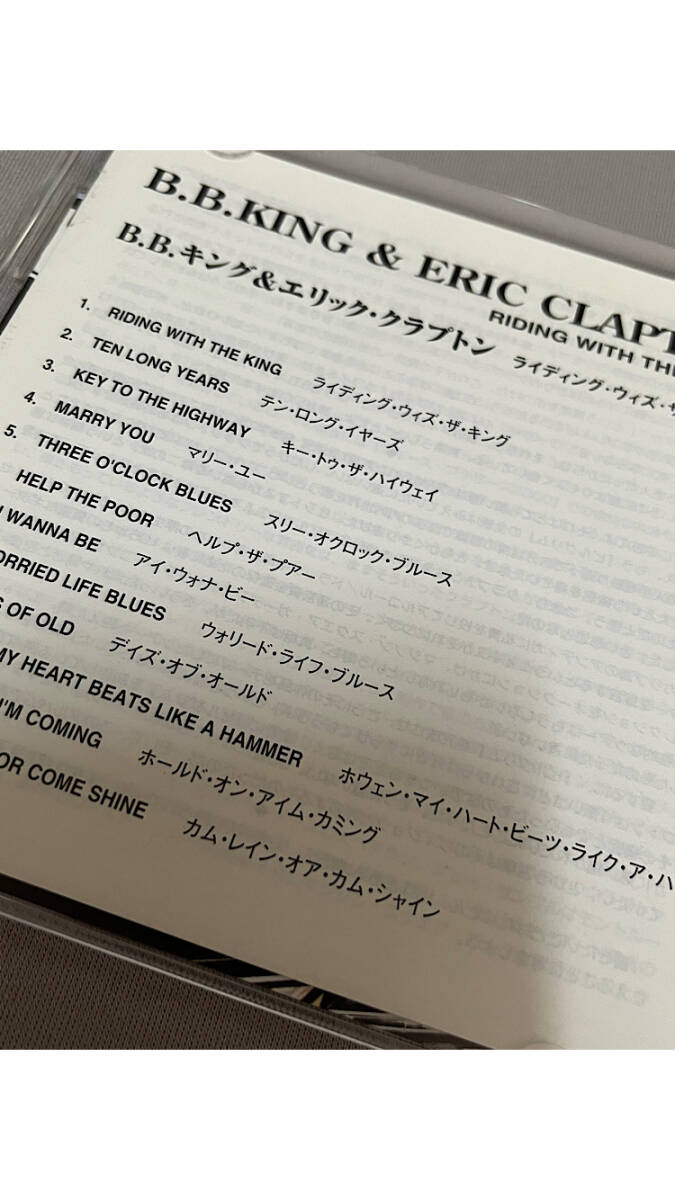 B.B.KING & ERIC CLAPT
RIDING WITH THE
B.B.キング&エリック・クラプトン ライディング・ウィズ・ザ
1. RIDING WITH THE KING ライディング・ウィズ・ザ・キング
2. TEN LONG YEARS テン・ロング・イヤーズ
3. KEY TO THE HIGHWAY キー・トゥ・ザ・ハイウェイ
4. MARRY YOU マリー・ユー
5. THREE O'CLOCK BLUES スリー・オクロック・ブルース
HELP THE POOR ヘルプ・ザ・プアー
I WANNA BE アイ・ウォナ・ビー
ORRIED LIFE BLUES ウォリード・ライフ・ブルース
S OF OLD デイズ・オブ・オールド
MY HEART BEATS LIKE A HAMMER ホウェン・マイ・ハート・ビーツ・ライク・ア・ハ
I'M COMING ホールド・オン・アイム・カミング
OR COME SHINE カム・レイン・オア・カム・シャイン